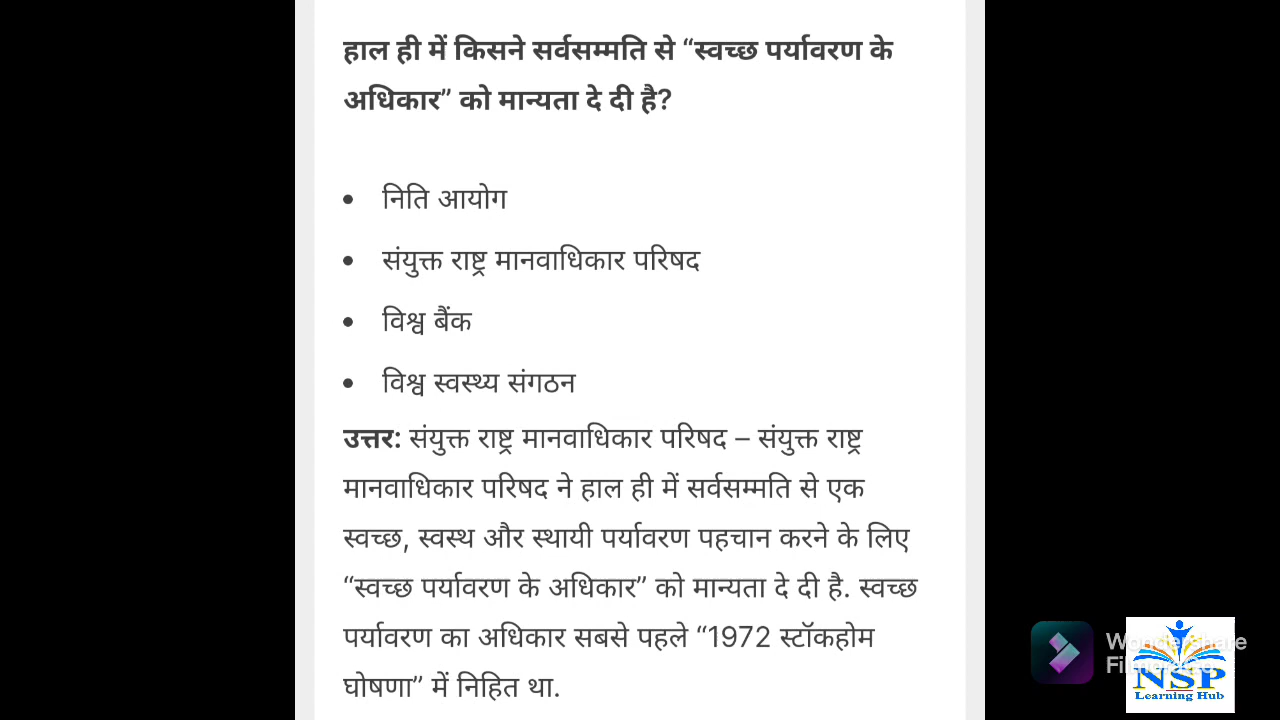 हाल ही में किसने सर्वसम्मति से “स्वच्छ पर्यावरण के
अधिकार” को मान्यता दे दी है?
• निति आयोग
• संयुक्त राष्ट्र मानवाधिकार परिषद
• विश्व बैंक
• विश्व स्वस्थ्य संगठन
उत्तर: संयुक्त राष्ट्र मानवाधिकार परिषद – संयुक्त राष्ट्र
मानवाधिकार परिषद ने हाल ही में सर्वसम्मति से एक
स्वच्छ, स्वस्थ और स्थायी पर्यावरण पहचान करने के लिए
“स्वच्छ पर्यावरण के अधिकार” को मान्यता दे दी है. स्वच्छ
पर्यावरण का अधिकार सबसे पहले “1972 स्टॉकहोम
घोषणा” में निहित था.
Wondershare
NSP
Learning Hub